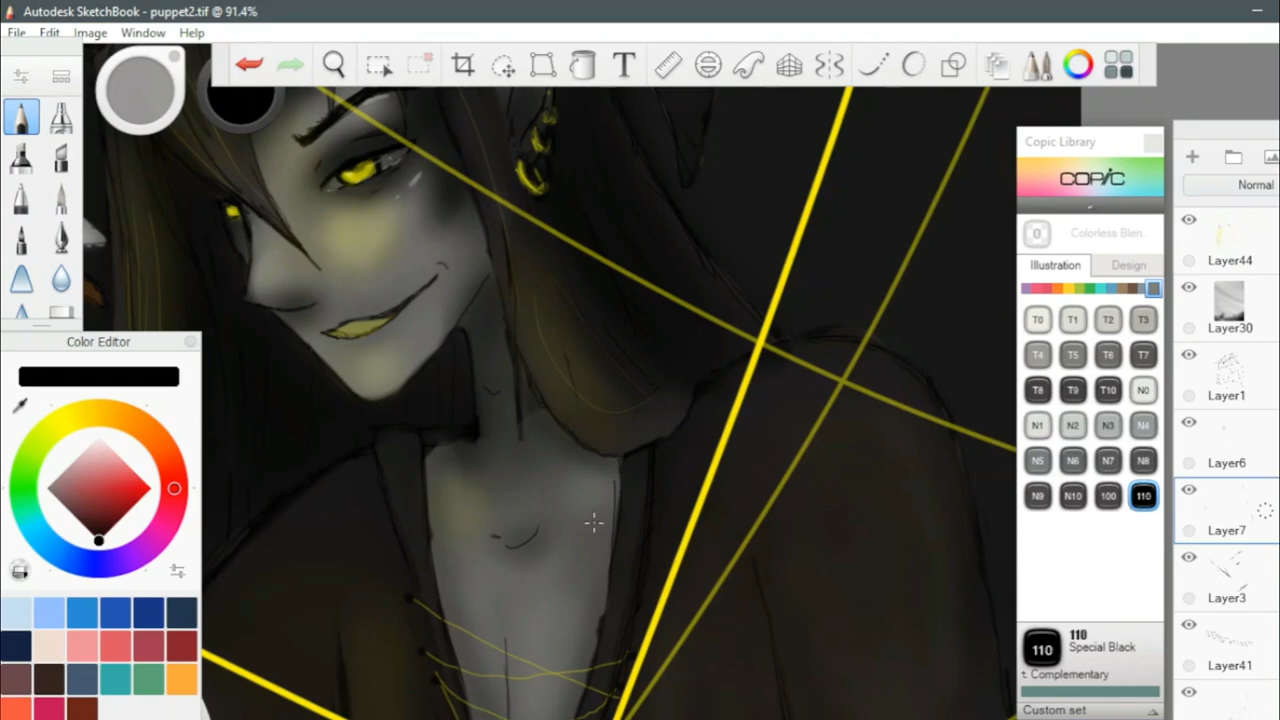 Autodesk SketchBook - puppet2.tif @ 91.4%
File Edit Image Window Help
T
Copic Library
COPIC
Normal
0 Colorless Blen..
Illustration Design
Layer44
T0 T1 T2 T3
Layer30
T4 T5 T6 T7
Color Editor
T8 T9 T10 N0
Layer1
N1 N2 N3 N4
N5 N6 N7 N8
Layer6
N9 N10 100 110
Layer7
Layer3
110
110 Special Black
Layer41
t. Complementary
Custom set